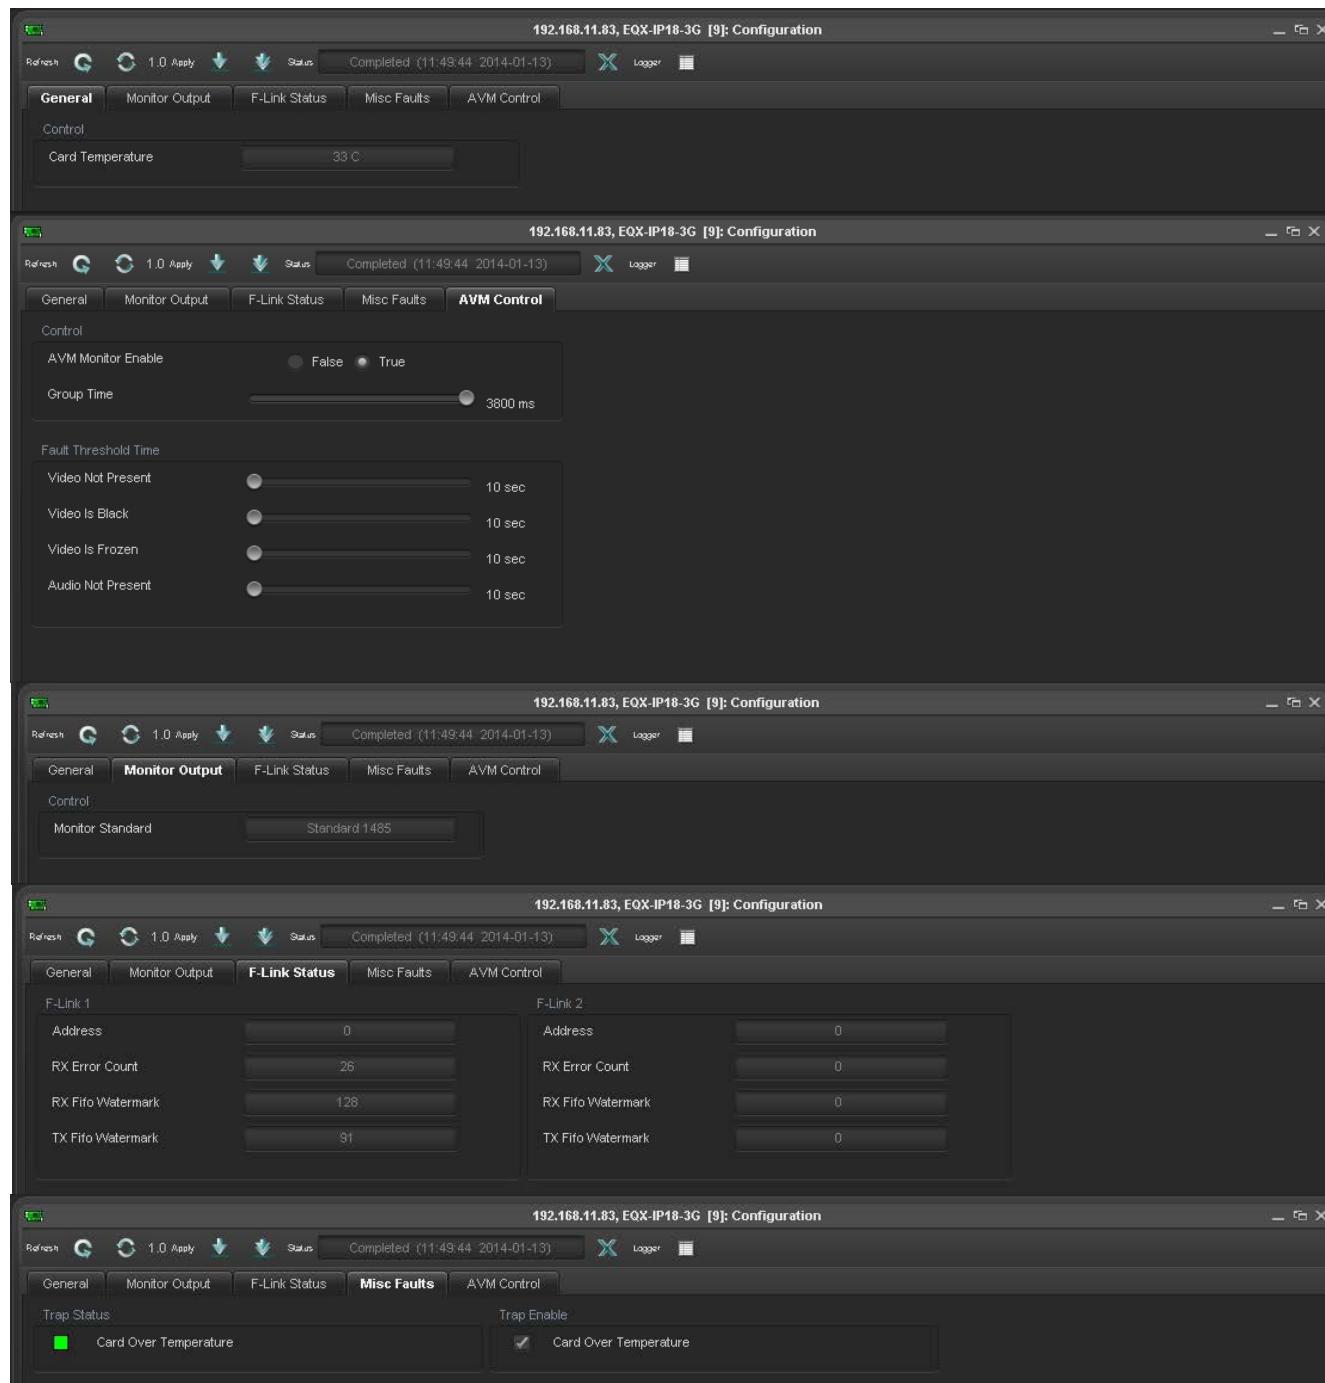 192.168.11.83, EQX-IP18-3G [9]: Configuration
Refresh 1.0 Apply Status Completed (11:49:44 2014-01-13) Logger
General Monitor Output F-Link Status Misc Faults AVM Control
Control
Card Temperature 33 C
192.168.11.83, EQX-IP18-3G [9]: Configuration
Refresh 1.0 Apply Status Completed (11:49:44 2014-01-13) Logger
General Monitor Output F-Link Status Misc Faults AVM Control
Control
AVM Monitor Enable False True
Group Time 3800 ms
Fault Threshold Time
Video Not Present 10 sec
Video Is Black 10 sec
Video Is Frozen 10 sec
Audio Not Present 10 sec
192.168.11.83, EQX-IP18-3G [9]: Configuration
Refresh 1.0 Apply Status Completed (11:49:44 2014-01-13) Logger
General Monitor Output F-Link Status Misc Faults AVM Control
Control
Monitor Standard Standard 1485
192.168.11.83, EQX-IP18-3G [9]: Configuration
Refresh 1.0 Apply Status Completed (11:49:44 2014-01-13) Logger
General Monitor Output F-Link Status Misc Faults AVM Control
F-Link 1 F-Link 2
Address 0 Address 0
RX Error Count 26 RX Error Count 0
RX Fifo Watermark 128 RX Fifo Watermark 0
TX Fifo Watermark 91 TX Fifo Watermark 0
192.168.11.83, EQX-IP18-3G [9]: Configuration
Refresh 1.0 Apply Status Completed (11:49:44 2014-01-13) Logger
General Monitor Output F-Link Status Misc Faults AVM Control
Trap Status Trap Enable
Card Over Temperature Card Over Temperature